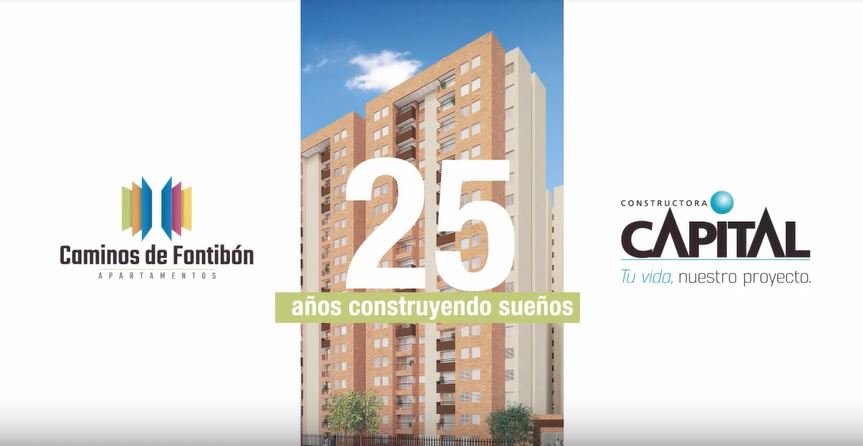 Caminos de Fontibón
APARTAMENTOS
25
años construyendo sueños
CONSTRUCTORA
CAPITAL
Tu vida, nuestro proyecto.